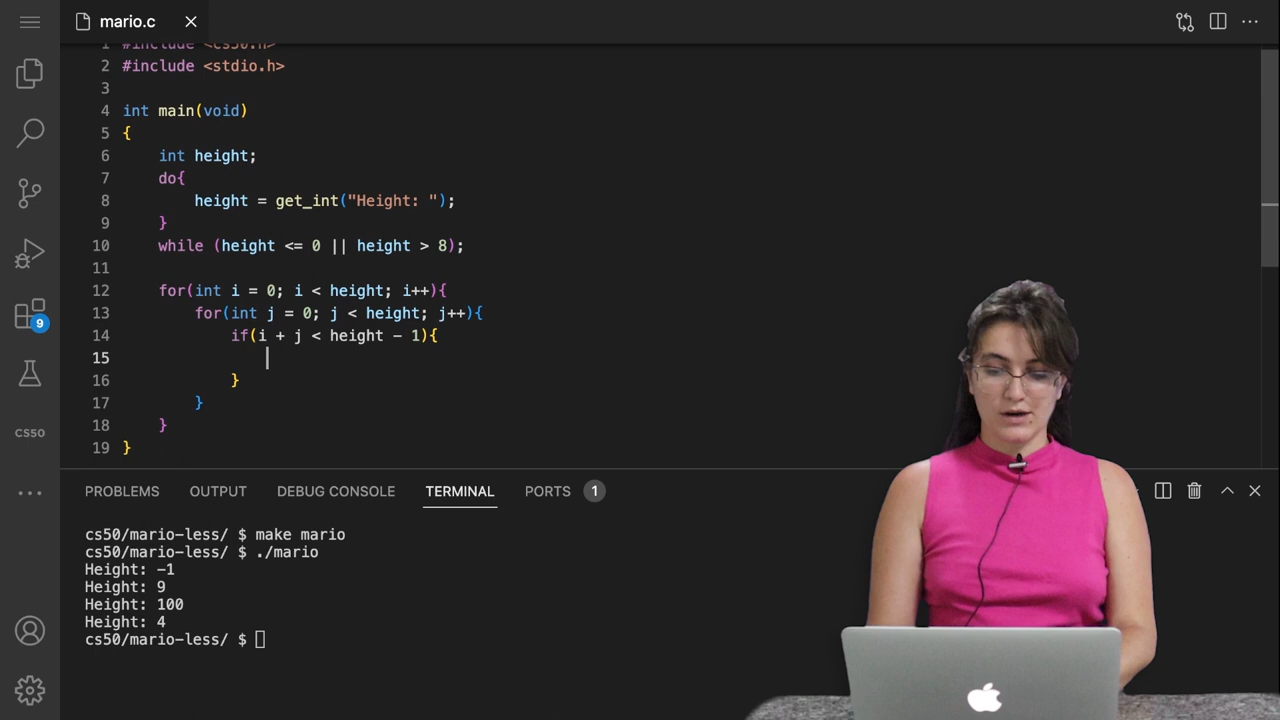 mario.c
1 #include <cs50.h>
2 #include <stdio.h>
3
4 int main(void)
5 {
6 int height;
7 do{
8 height = get_int("Height: ");
9 }
10 while (height <= 0 || height > 8);
11
12 for(int i = 0; i < height; i++){
13 for(int j = 0; j < height; j++){
14 if(i + j < height - 1){
15
16 }
17 }
18 }
19 }
9
CS50
PROBLEMS OUTPUT DEBUG CONSOLE TERMINAL PORTS 1
cs50/mario-less/ $ make mario
cs50/mario-less/ $ ./mario
Height: -1
Height: 9
Height: 100
Height: 4
cs50/mario-less/ $